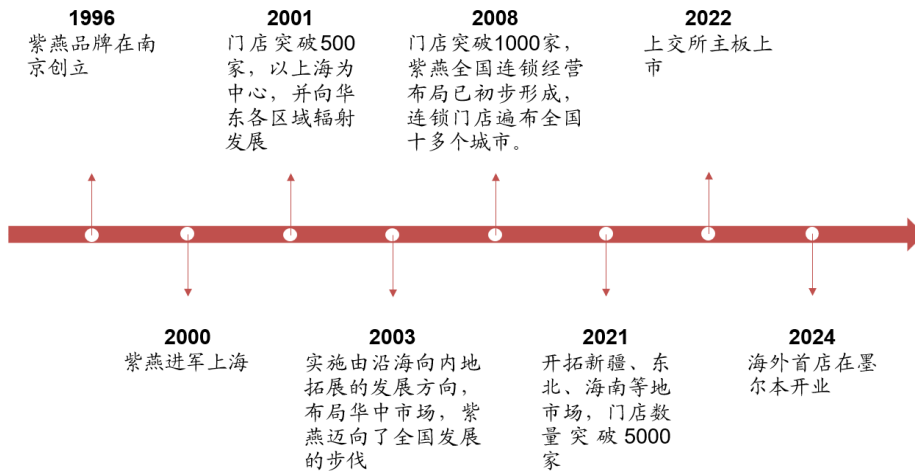 1996
紫燕品牌在南
京创立
2001
门店突破500
家，以上海为
中心，并向华
东各区域辐射
发展
2008
门店突破1000家，
紫燕全国连锁经营
布局已初步形成，
连锁门店遍布全国
十多个城市。
2022
上交所主板上
市
2000
紫燕进军上海
2003
实施由沿海向内地
拓展的发展方向，
布局华中市场，紫
燕迈向了全国发展
的步伐
2021
开拓新疆、东
北、海南等地
市场，门店数
量突破5000
家
2024
海外首店在墨
尔本开业